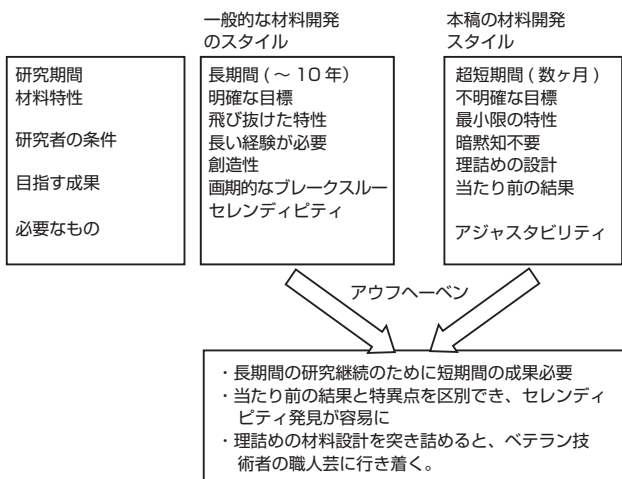 一般的な材料開発
のスタイル
本稿の材料開発
スタイル
研究期間
材料特性
研究者の条件
目指す成果
必要なもの
長期間(～10年)
明確な目標
飛び抜けた特性
長い経験が必要
創造性
画期的なブレークスルー
セレンディピティ
超短期間(数ヶ月)
不明確な目標
最小限の特性
暗黙知不要
理詰めの設計
当たり前の結果
アジャスタビリティ
アウフヘーベン
・長期間の研究継続のために短期間の成果必要
・当たり前の結果と特異点を区別でき、セレンディ
ピティ発見が容易に
・理詰めの材料設計を突き詰めると、ベテラン技
術者の職人芸に行き着く。